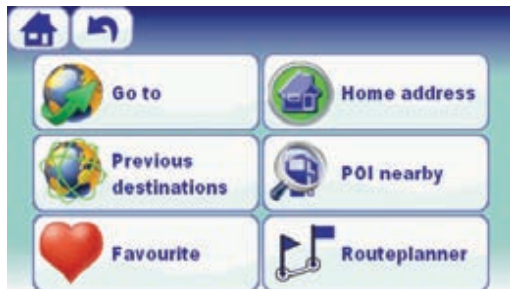 Go to
Home address
Previous
destinations
POI nearby
Favourite
Routeplanner